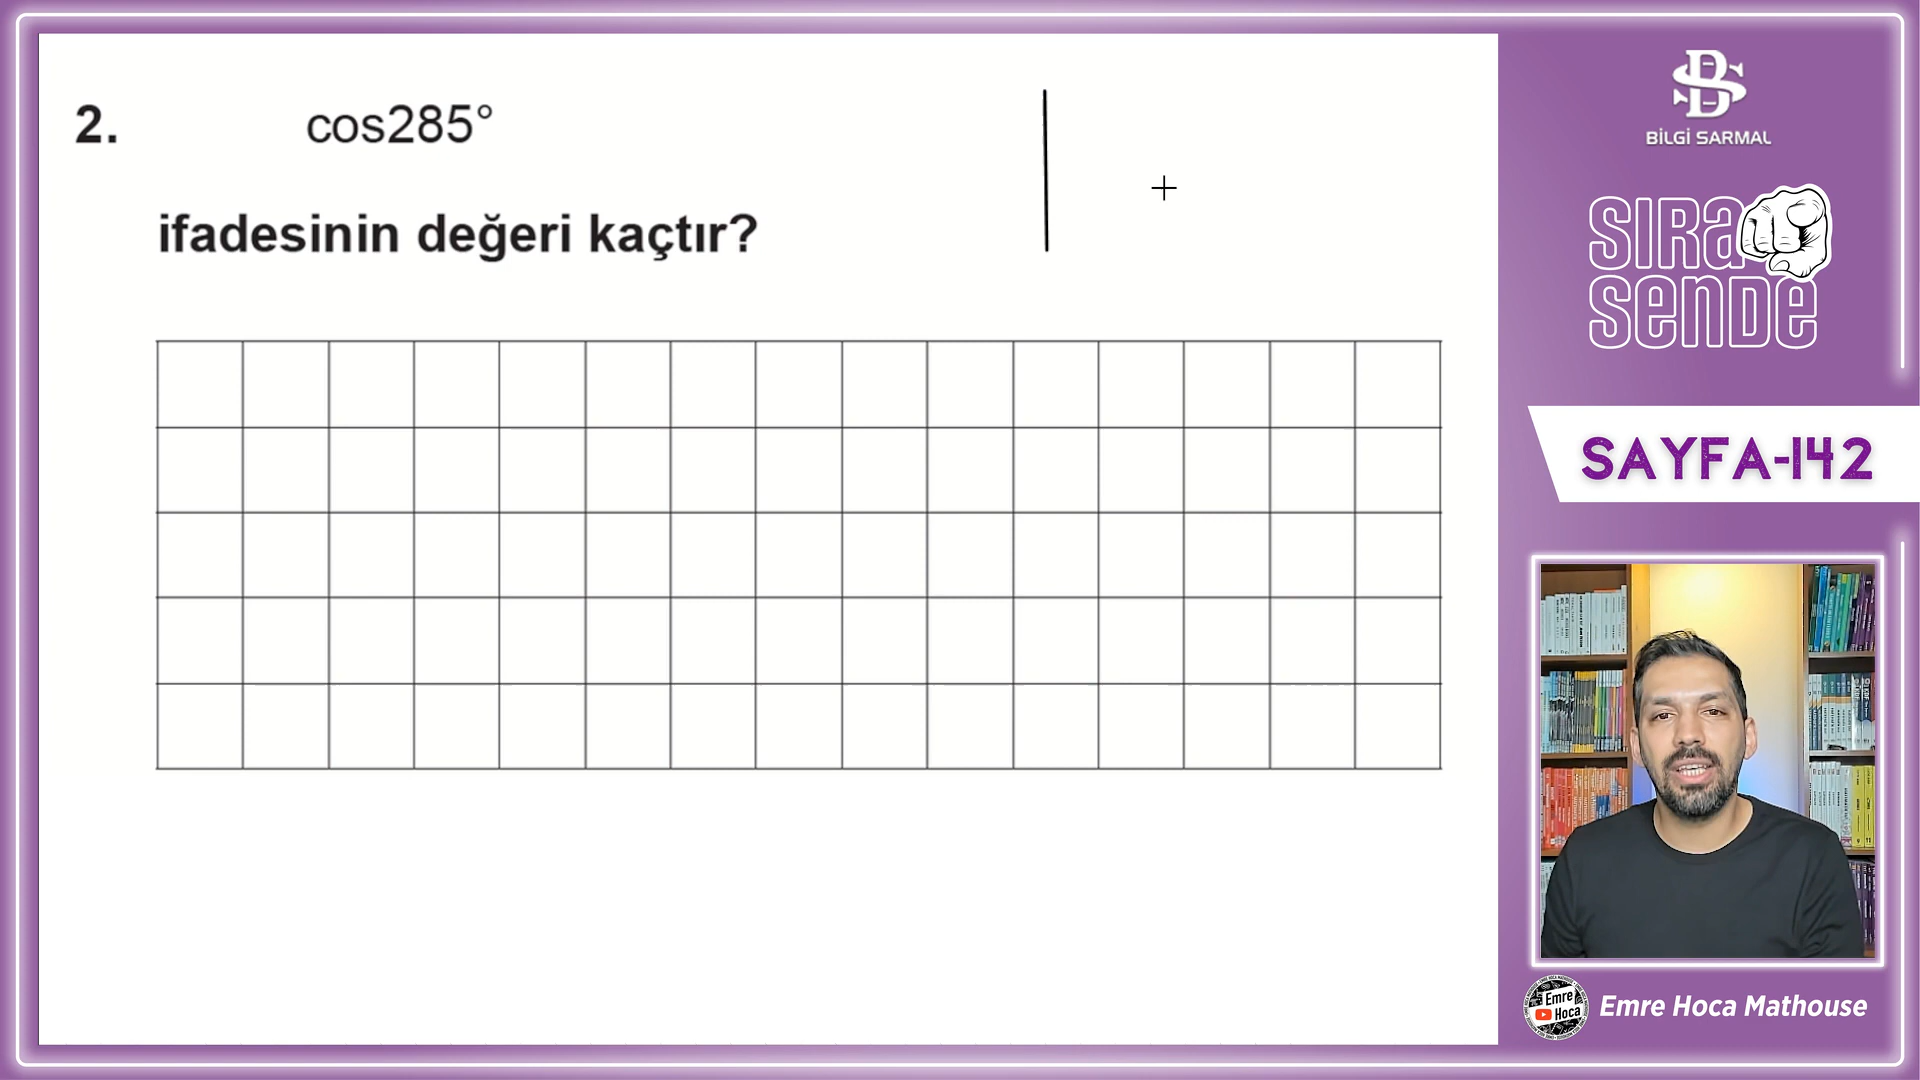 2. cos285°
ifadesinin değeri kaçtır?
BİLGİ SARMAL
SIRA
SENDE
SAYFA-142
Emre
Hoca
Emre Hoca Mathouse